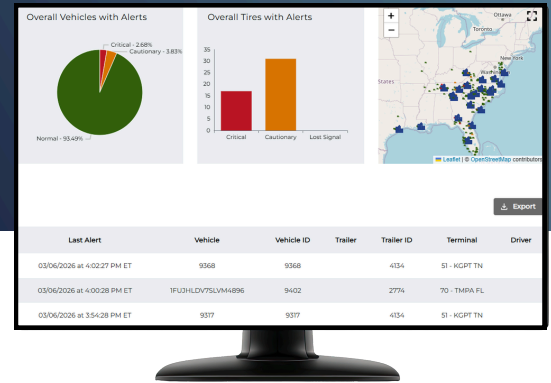 Overall Vehicles with Alerts
Critical - 2.68%
Cautionary - 3.83%
Normal - 93.49%
Overall Tires with Alerts
35
30
25
20
15
10
5
0
Critical Cautionary Lost Signal
+
−
Ottawa
Toronto
New York
Washin
States
Leaflet | © OpenStreetMap contributors
Export
Last Alert Vehicle Vehicle ID Trailer Trailer ID Terminal Driver
03/06/2026 at 4:02:27 PM ET 9368 9368 4134 51 - KGPT TN
03/06/2026 at 4:00:28 PM ET 1FUJHLDV7SLVM4896 9402 2774 70 - TMPA FL
03/06/2026 at 3:54:28 PM ET 9317 9317 4134 51 - KGPT TN